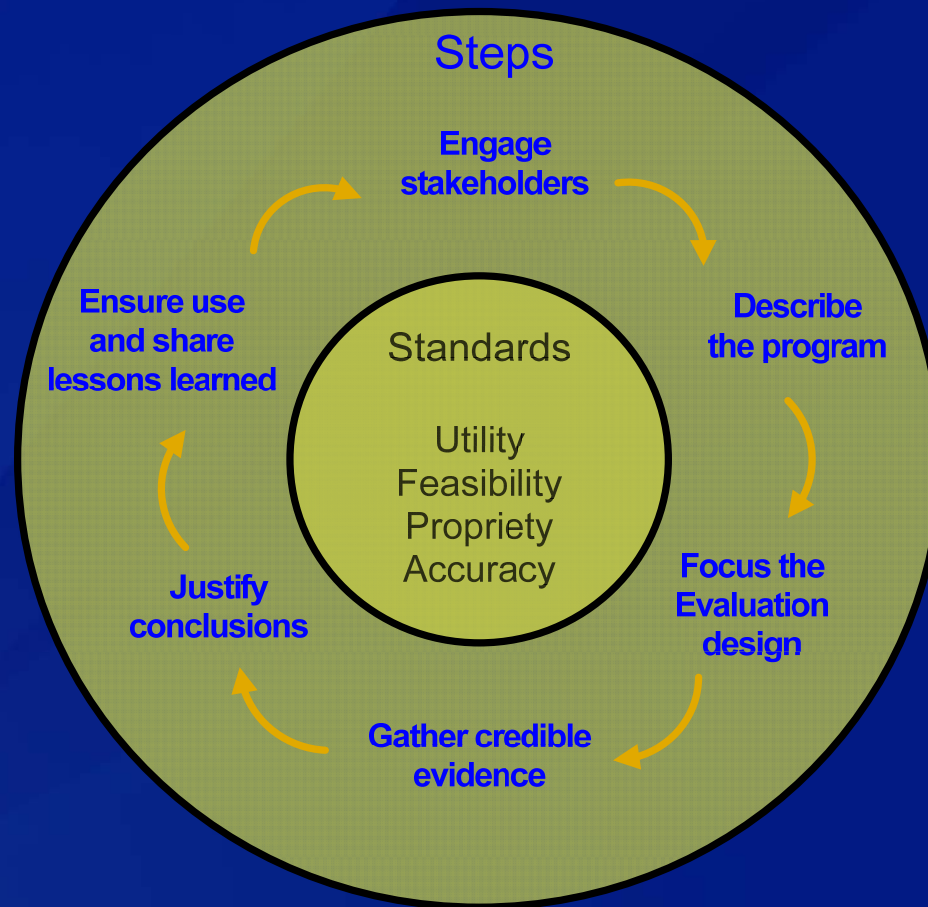 Steps
Engage
stakeholders
Describe
the program
Focus the
Evaluation
design
Gather credible
evidence
Justify
conclusions
Ensure use
and share
lessons learned
Standards
Utility
Feasibility
Propriety
Accuracy